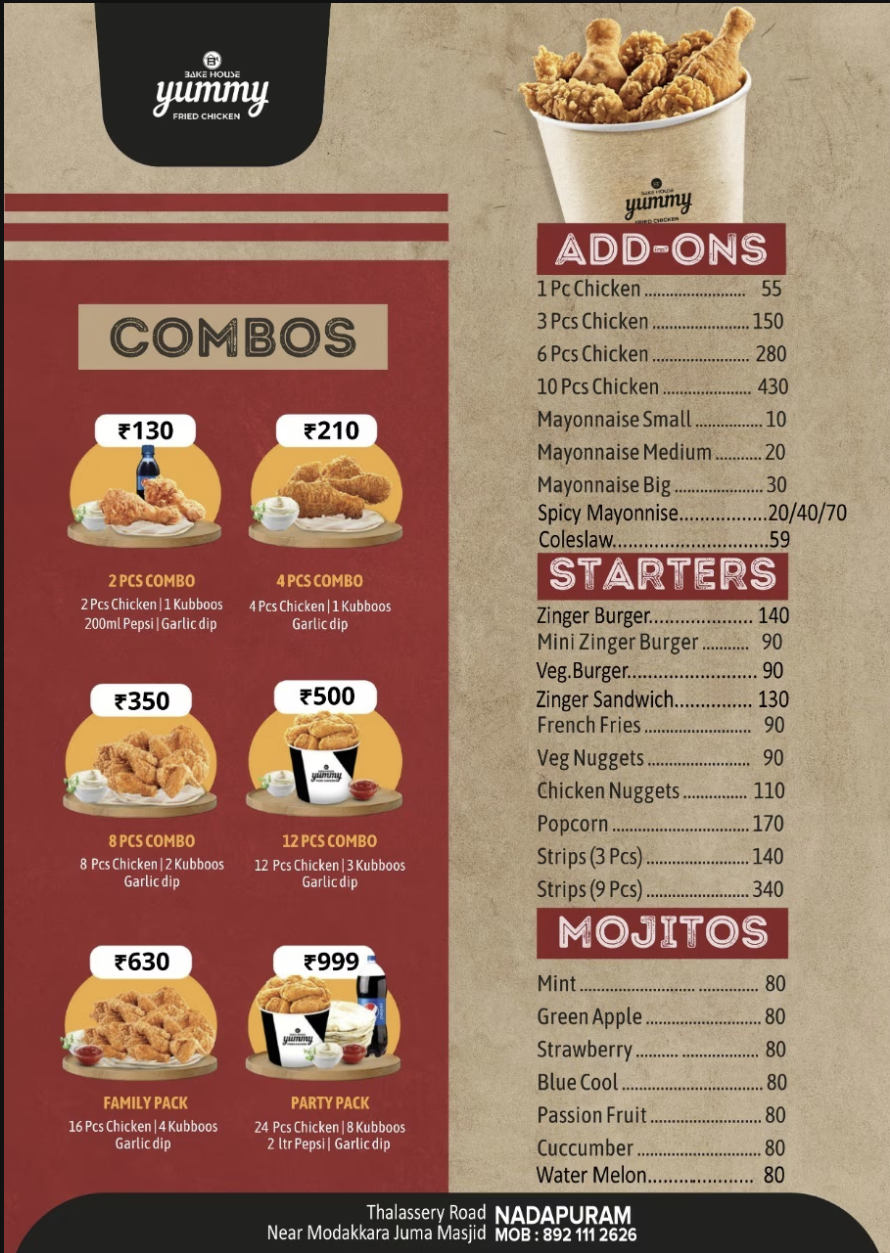 BAKE HOUSE
yummy
FRIED CHICKEN
COMBOS
₹130
₹210
2 PCS COMBO
2 Pcs Chicken | 1 Kubboos
200ml Pepsi | Garlic dip
4 PCS COMBO
4 Pcs Chicken | 1 Kubboos
Garlic dip
₹350
₹500
yummy
8 PCS COMBO
8 Pcs Chicken | 2 Kubboos
Garlic dip
12 PCS COMBO
12 Pcs Chicken | 3 Kubboos
Garlic dip
₹630
₹999
yummy
FAMILY PACK
16 Pcs Chicken | 4 Kubboos
Garlic dip
PARTY PACK
24 Pcs Chicken | 8 Kubboos
2 ltr Pepsi | Garlic dip
BAKE HOUSE
yummy
FRIED CHICKEN
ADD-ONS
1 Pc Chicken ........................ 55
3 Pcs Chicken ...................... 150
6 Pcs Chicken ...................... 280
10 Pcs Chicken .................... 430
Mayonnaise Small ................ 10
Mayonnaise Medium ........... 20
Mayonnaise Big .................... 30
Spicy Mayonnise.................20/40/70
Coleslaw............................59
STARTERS
Zinger Burger.................... 140
Mini Zinger Burger ........... 90
Veg.Burger......................... 90
Zinger Sandwich............... 130
French Fries ......................... 90
Veg Nuggets ........................ 90
Chicken Nuggets ............... 110
Popcorn ................................ 170
Strips (3 Pcs) ........................ 140
Strips (9 Pcs) ........................ 340
MOJITOS
Mint ........................... .............. 80
Green Apple ........................... 80
Strawberry .......... .................. 80
Blue Cool ................................. 80
Passion Fruit .......................... 80
Cuccumber ............................. 80
Water Melon..................... 80
Thalassery Road
Near Modakkara Juma Masjid
NADAPURAM
MOB : 892 111 2626